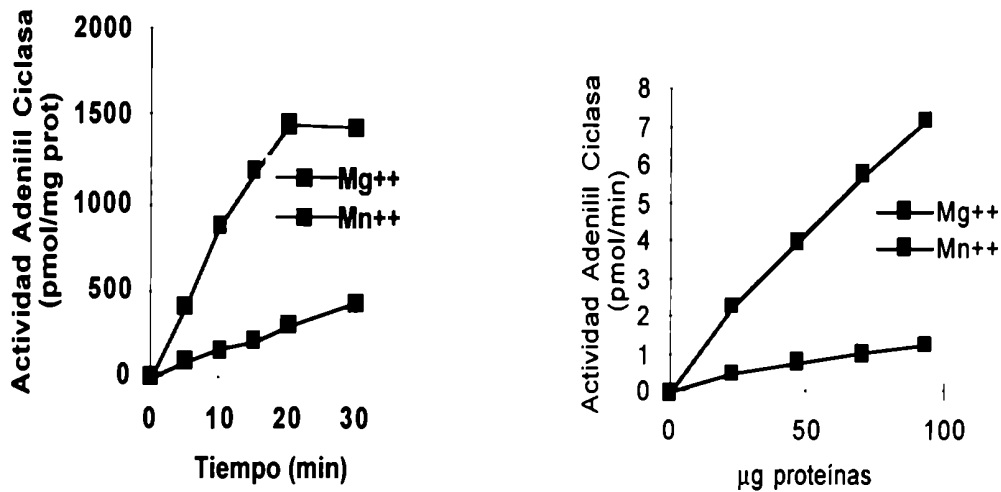 Actividad Adenilil Ciclasa
(pmol/mg prot)
2000
1500
1000
500
0
0
10
20
30
Tiempo (min)
Mg++
Mn++
Actividad Adenilil Ciclasa
(pmol/min)
8
7
6
5
4
3
2
1
0
0
50
100
µg proteínas
Mg++
Mn++